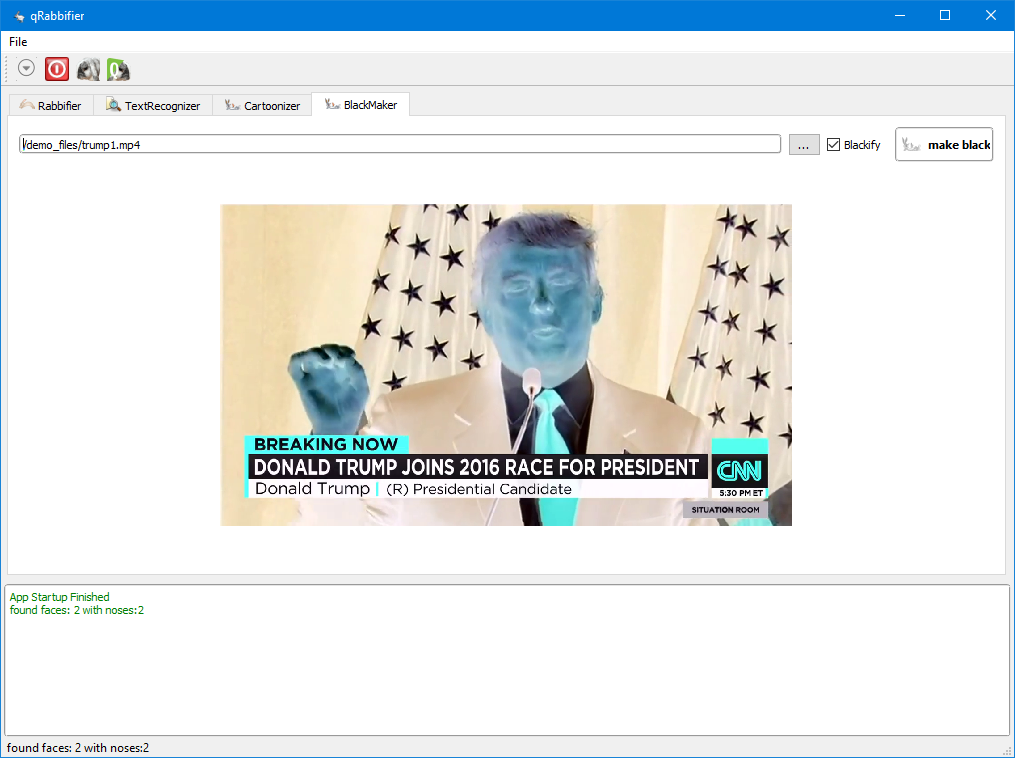 qRabbifier
File
Rabbifier TextRecognizer Cartoonizer BlackMaker
/demo_files/trump1.mp4 ... Blackify make black
BREAKING NOW
DONALD TRUMP JOINS 2016 RACE FOR PRESIDENT
CNN
Donald Trump | (R) Presidential Candidate
5:30 PM ET
SITUATION ROOM
App Startup Finished
found faces: 2 with noses:2
found faces: 2 with noses:2